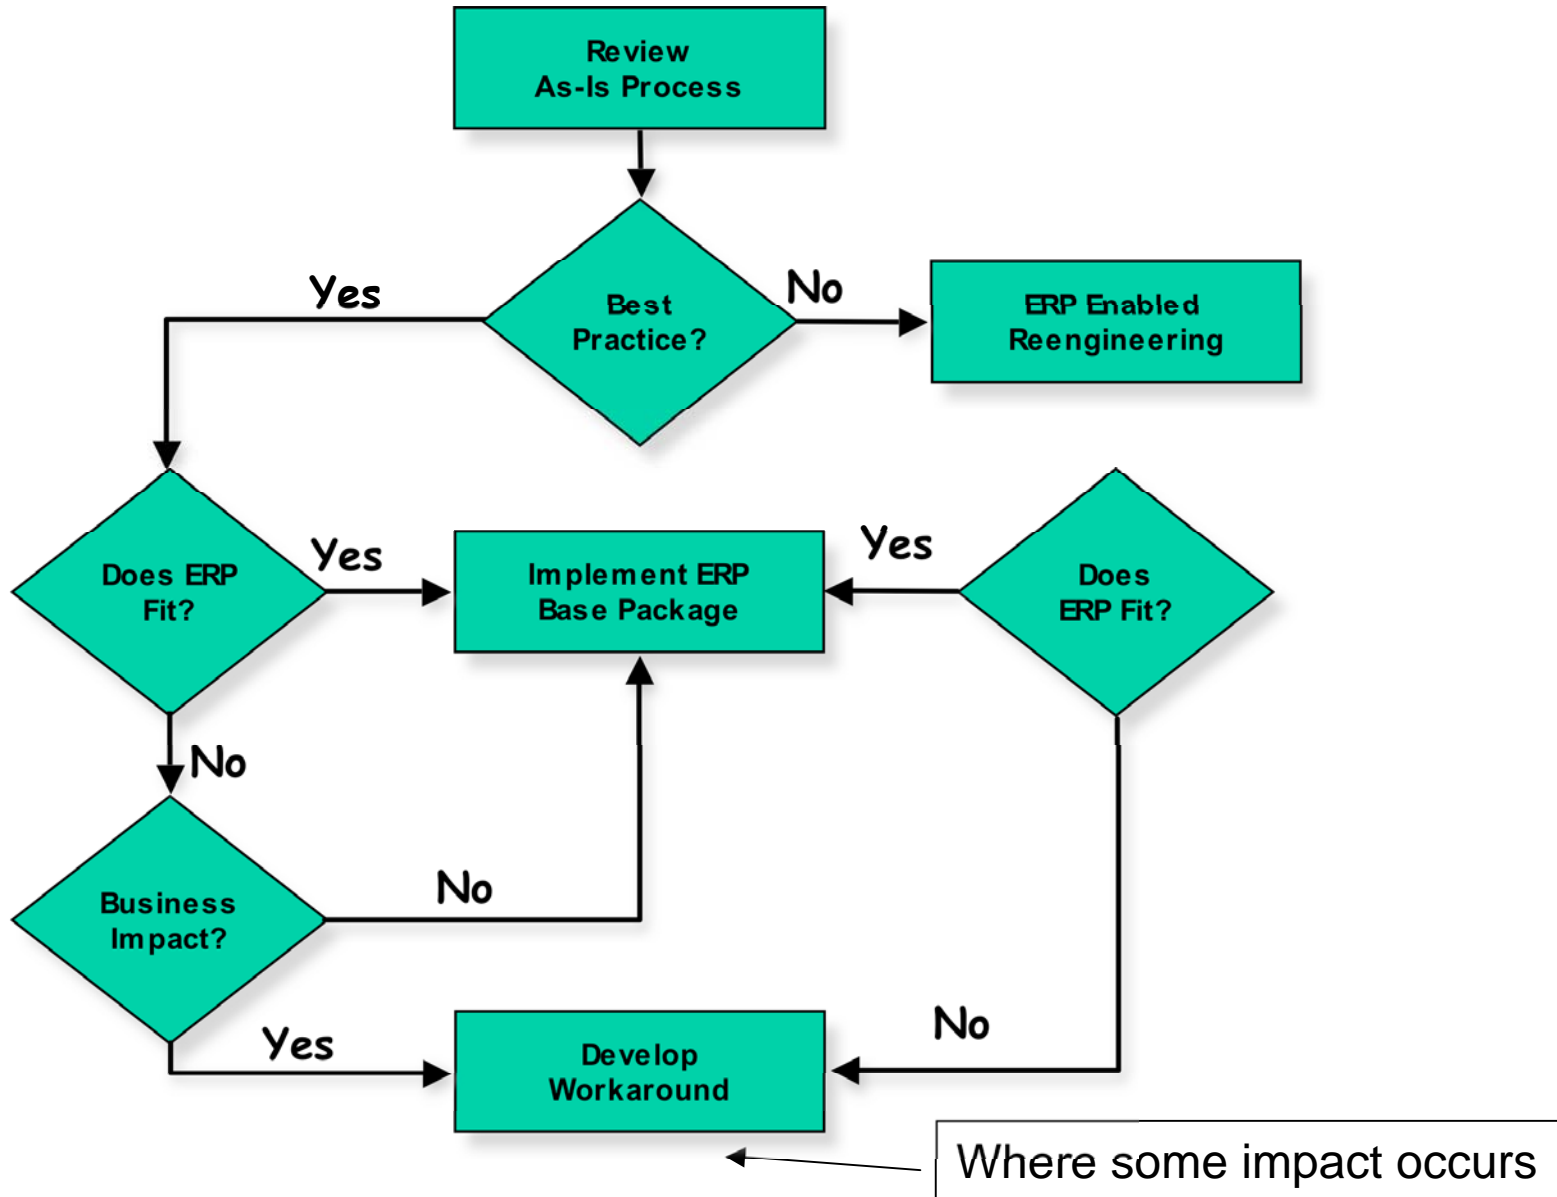 Review
As-Is Process
Yes
Best
Practice?
No
ERP Enabled
Reengineering
Does ERP
Fit?
Yes
Implement ERP
Base Package
Yes
Does
ERP Fit?
No
Business
Impact?
No
Yes
Develop
Workaround
No
Where some impact occurs